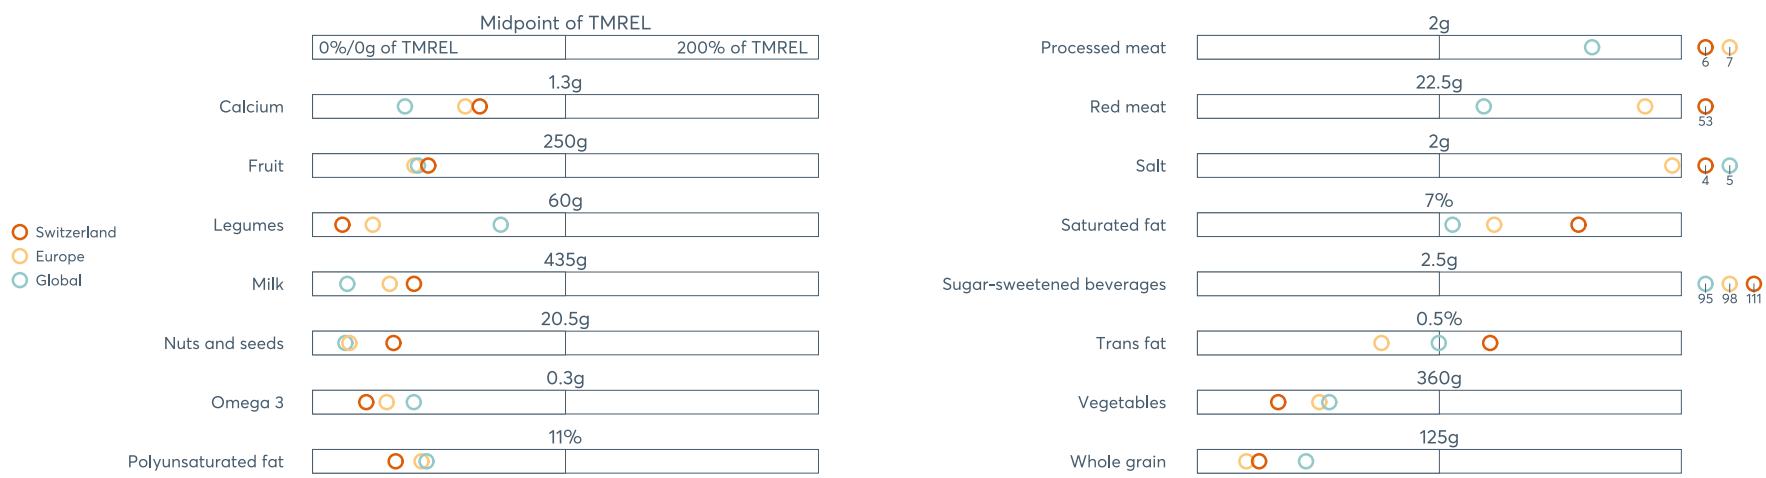 Midpoint of TMREL
0%/0g of TMREL 200% of TMREL
1.3g
Calcium
250g
Fruit
60g
Legumes
435g
Milk
20.5g
Nuts and seeds
0.3g
Omega 3
11%
Polyunsaturated fat
Switzerland
Europe
Global
2g
Processed meat
6 7
22.5g
Red meat
53
2g
Salt
4 5
7%
Saturated fat
2.5g
Sugar-sweetened beverages
95 98 111
0.5%
Trans fat
360g
Vegetables
125g
Whole grain